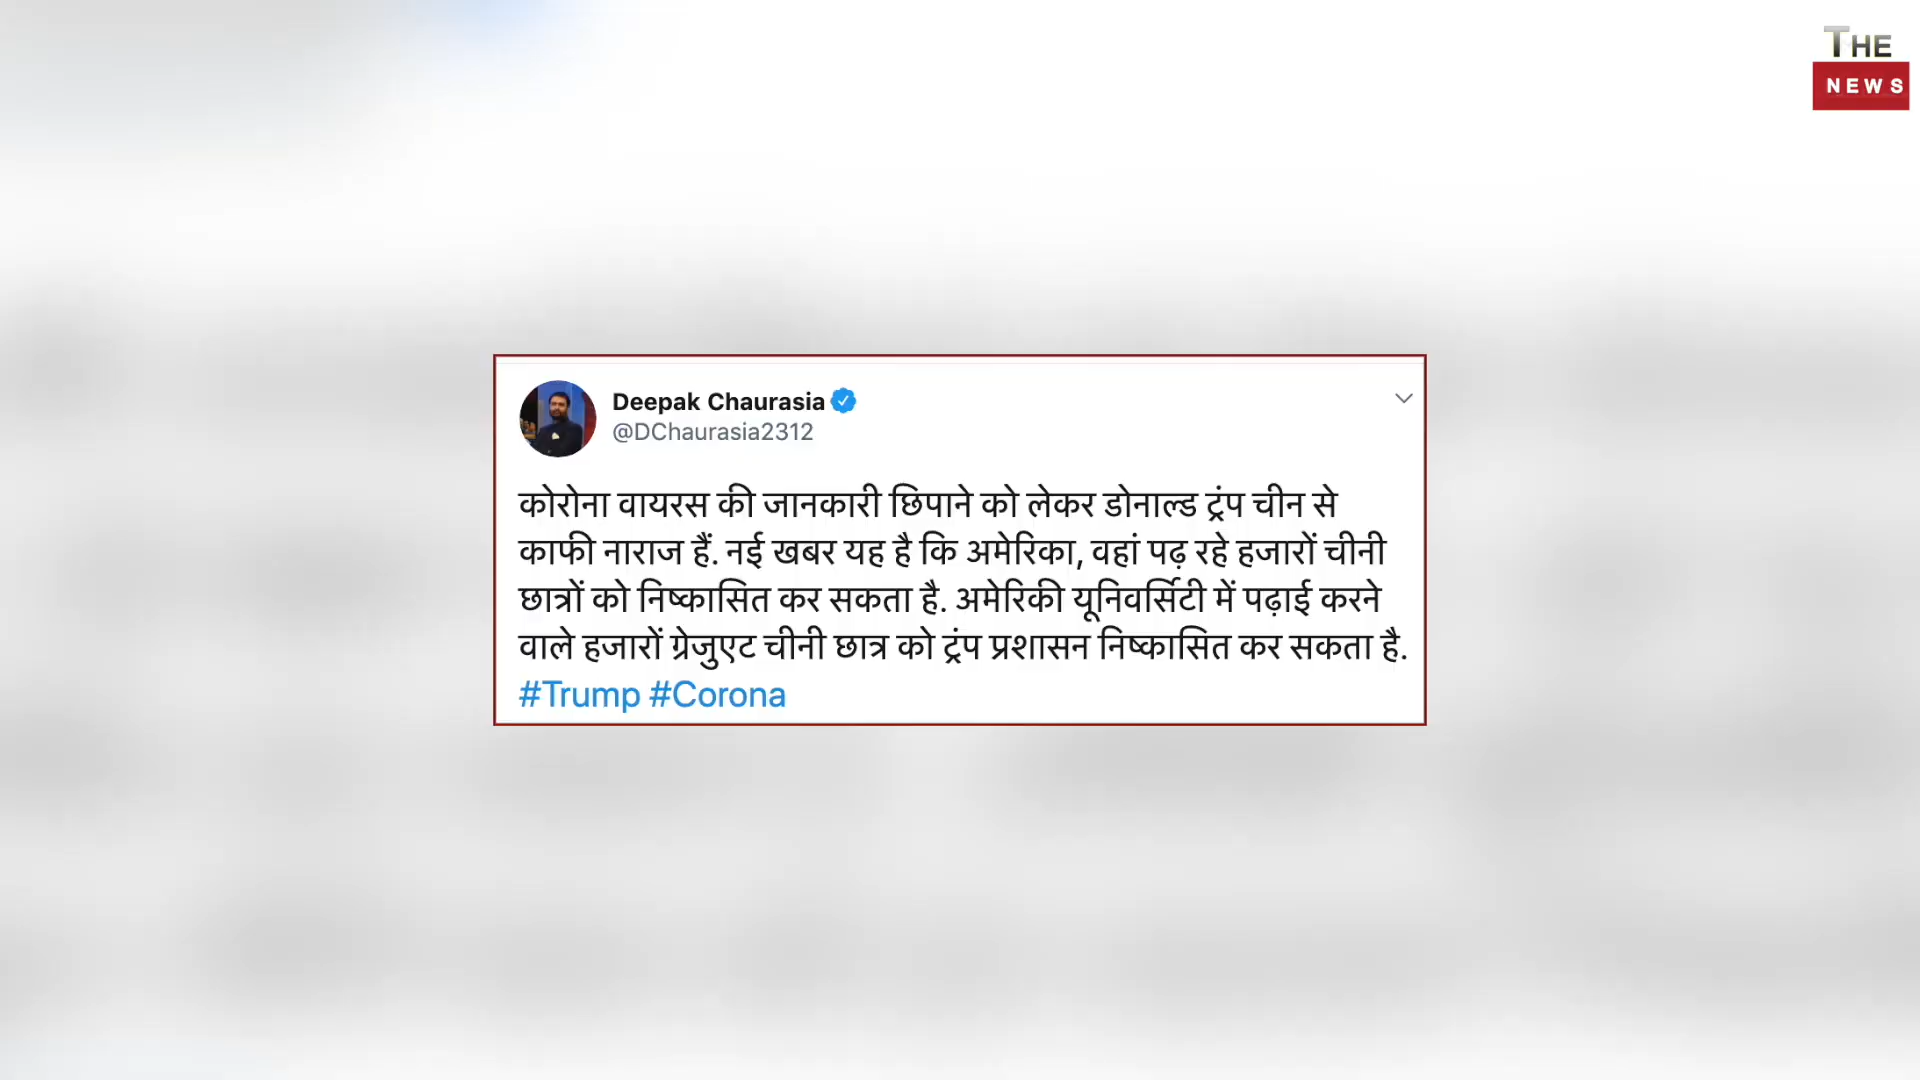 THE
NEWS
Deepak Chaurasia
@DChaurasia2312
कोरोना वायरस की जानकारी छिपाने को लेकर डोनाल्ड ट्रंप चीन से
काफी नाराज हैं. नई खबर यह है कि अमेरिका, वहां पढ़ रहे हजारों चीनी
छात्रों को निष्कासित कर सकता है. अमेरिकी यूनिवर्सिटी में पढ़ाई करने
वाले हजारों ग्रेजुएट चीनी छात्र को ट्रंप प्रशासन निष्कासित कर सकता है.
#Trump #Corona